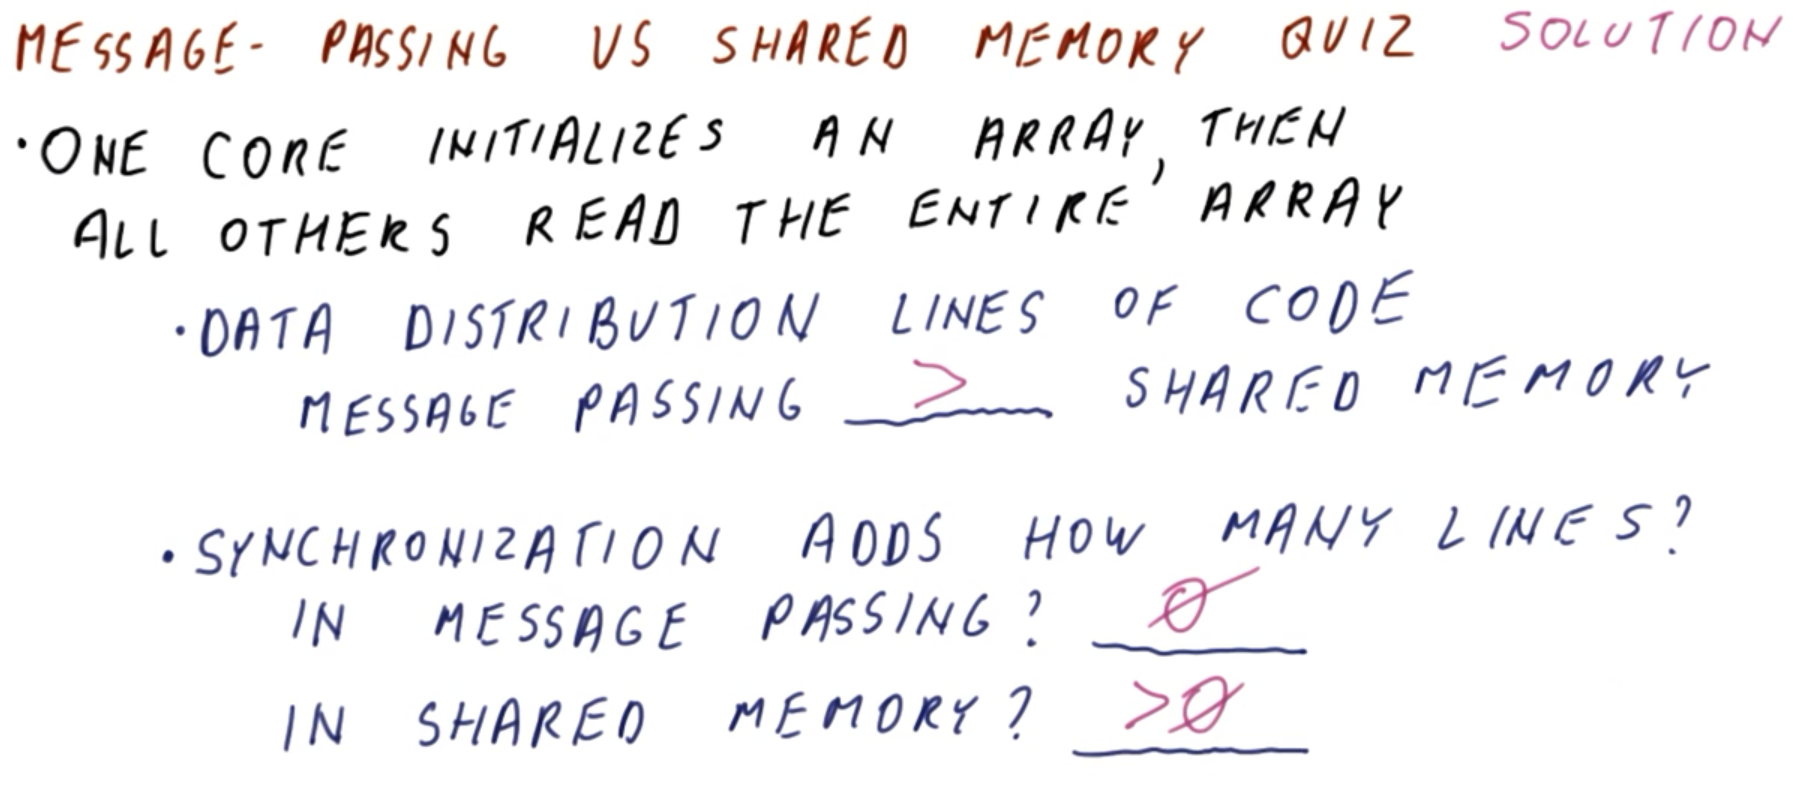 MESSAGE- PASSING VS SHARED MEMORY QUIZ SOLUTION
• ONE CORE INITIALIZES AN ARRAY, THEN
ALL OTHERS READ THE ENTIRE ARRAY
• DATA DISTRIBUTION LINES OF CODE
MESSAGE PASSING > SHARED MEMORY
• SYNCHRONIZATION ADDS HOW MANY LINES?
IN MESSAGE PASSING? 0
IN SHARED MEMORY? >0